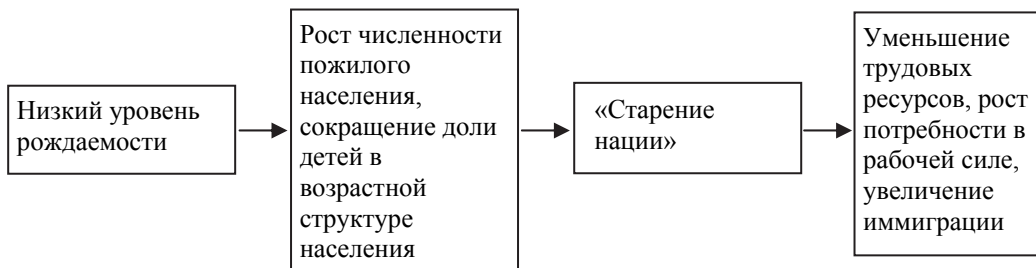 Низкий уровень
рождаемости
Рост численности
пожилого
населения,
сокращение доли
детей в
возрастной
структуре
населения
«Старение
нации»
Уменьшение
трудовых
ресурсов, рост
потребности в
рабочей силе,
увеличение
иммиграции